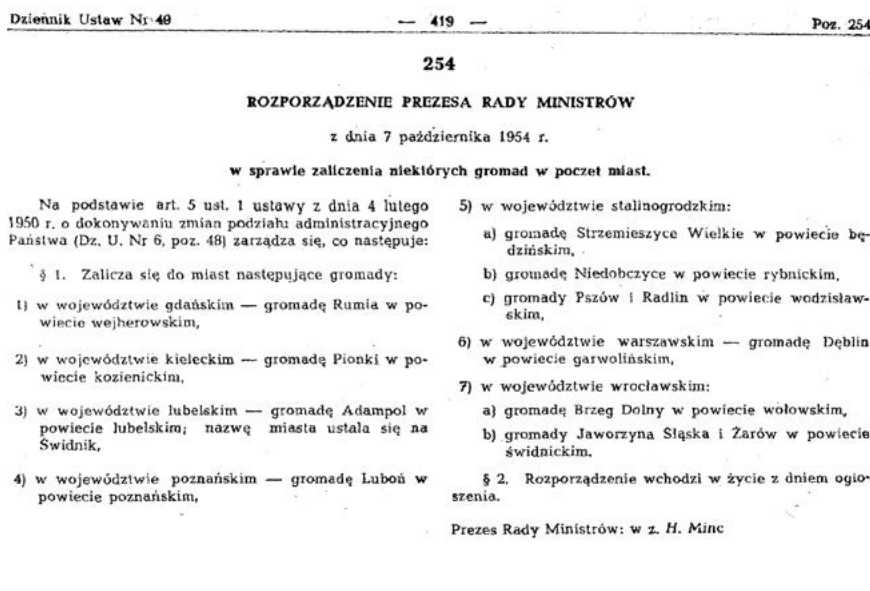 Dziennik Ustaw Nr 49 — 419 — Poz. 254
254
ROZPORZĄDZENIE PREZESA RADY MINISTRÓW
z dnia 7 października 1954 r.
w sprawie zaliczenia niektórych gromad w poczet miast.
Na podstawie art. 5 ust. 1 ustawy z dnia 4 lutego
1950 r. o dokonywaniu zmian podziału administracyjnego
Państwa (Dz. U. Nr 6, poz. 48) zarządza się, co następuje:
§ 1. Zalicza się do miast następujące gromady:
1) w województwie gdańskim — gromadę Rumia w po-
wiecie wejherowskim,
2) w województwie kieleckim — gromadę Pionki w po-
wiecie kozienickim,
3) w województwie lubelskim — gromadę Adampol w
powiecie lubelskim; nazwę miasta ustala się na
Świdnik,
4) w województwie poznańskim — gromadę Luboń w
powiecie poznańskim,
5) w województwie stalinogrodzkim:
a) gromadę Strzemieszyce Wielkie w powiecie bę-
dzińskim,
b) gromadę Niedobczyce w powiecie rybnickim,
c) gromady Pszów i Radlin w powiecie wodzisław-
skim,
6) w województwie warszawskim — gromadę Dęblin
w powiecie garwolińskim,
7) w województwie wrocławskim:
a) gromadę Brzeg Dolny w powiecie wołowskim,
b) gromady Jaworzyna Śląska i Żarów w powiecie
świdnickim.
§ 2. Rozporządzenie wchodzi w życie z dniem ogło-
szenia.
Prezes Rady Ministrów: w z. H. Minc